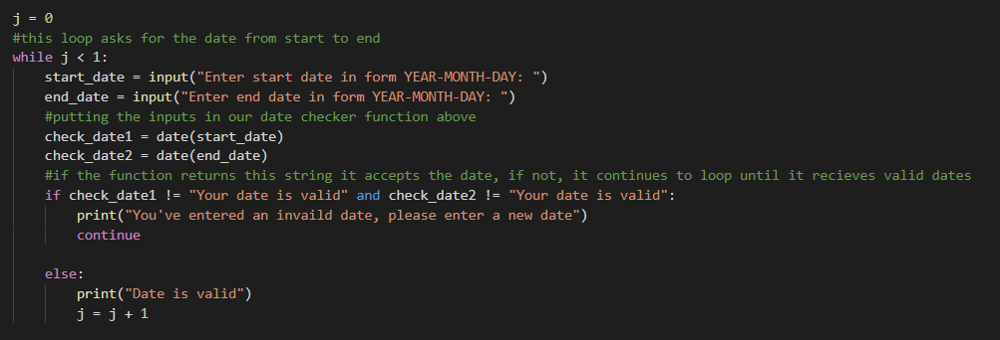 j = 0
#this loop asks for the date from start to end
while j < 1:
    start_date = input("Enter start date in form YEAR-MONTH-DAY: ")
    end_date = input("Enter end date in form YEAR-MONTH-DAY: ")
    #putting the inputs in our date checker function above
    check_date1 = date(start_date)
    check_date2 = date(end_date)
    #if the function returns this string it accepts the date, if not, it continues to loop until it recieves valid dates
    if check_date1 != "Your date is valid" and check_date2 != "Your date is valid":
        print("You've entered an invaild date, please enter a new date")
        continue
    else:
        print("Date is valid")
        j = j + 1